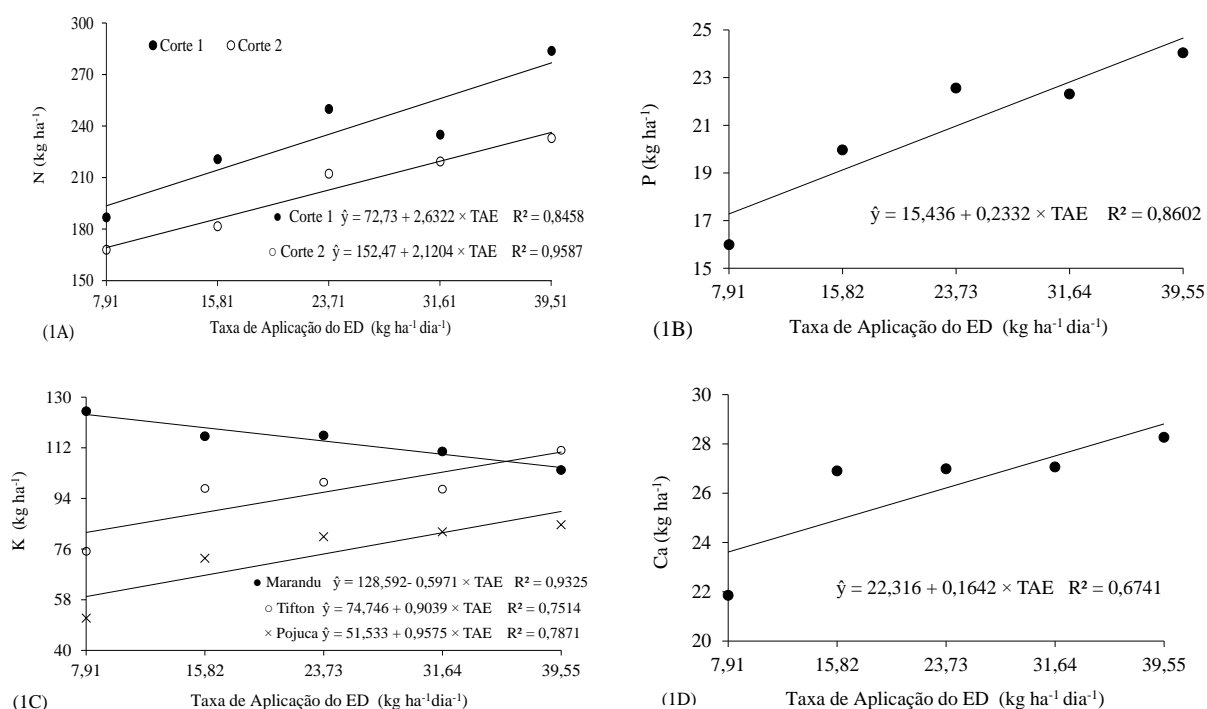 300
270
240
210
180
150
N (kg ha⁻¹)
Corte 1 Corte 2
Corte 1 ŷ = 72,73 + 2,6322 × TAE R² = 0,8458
Corte 2 ŷ = 152,47 + 2,1204 × TAE R² = 0,9587
7,91 15,81 23,71 31,61 39,51
Taxa de Aplicação do ED (kg ha⁻¹ dia⁻¹)
(1A)
25
23
21
19
17
15
P (kg ha⁻¹)
ŷ = 15,436 + 0,2332 × TAE R² = 0,8602
7,91 15,82 23,73 31,64 39,55
Taxa de Aplicação do ED (kg ha⁻¹ dia⁻¹)
(1B)
130
112
94
76
58
40
K (kg ha⁻¹)
Marandu ŷ = 128,592- 0,5971 × TAE R² = 0,9325
Tifton ŷ = 74,746 + 0,9039 × TAE R² = 0,7514
Pojuca ŷ = 51,533 + 0,9575 × TAE R² = 0,7871
7,91 15,82 23,73 31,64 39,55
Taxa de Aplicação do ED (kg ha⁻¹dia⁻¹)
(1C)
30
28
26
24
22
20
Ca (kg ha⁻¹)
ŷ = 22,316 + 0,1642 × TAE R² = 0,6741
7,91 15,82 23,73 31,64 39,55
Taxa de Aplicação do ED (kg ha⁻¹ dia⁻¹)
(1D)